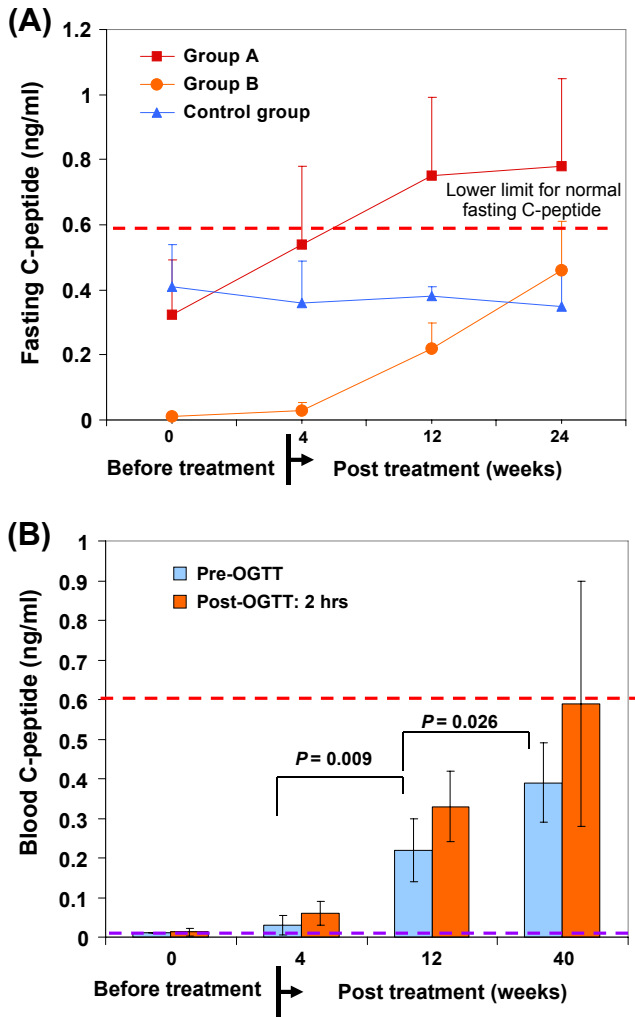 (A)
Fasting C-peptide (ng/ml)
1.2
1
0.8
0.6
0.4
0.2
0
Group A
Group B
Control group
Lower limit for normal
fasting C-peptide
0 4 12 24
Before treatment Post treatment (weeks)
(B)
Blood C-peptide (ng/ml)
1
0.9
0.8
0.7
0.6
0.5
0.4
0.3
0.2
0.1
0
Pre-OGTT
Post-OGTT: 2 hrs
P = 0.026
P = 0.009
0 4 12 40
Before treatment Post treatment (weeks)